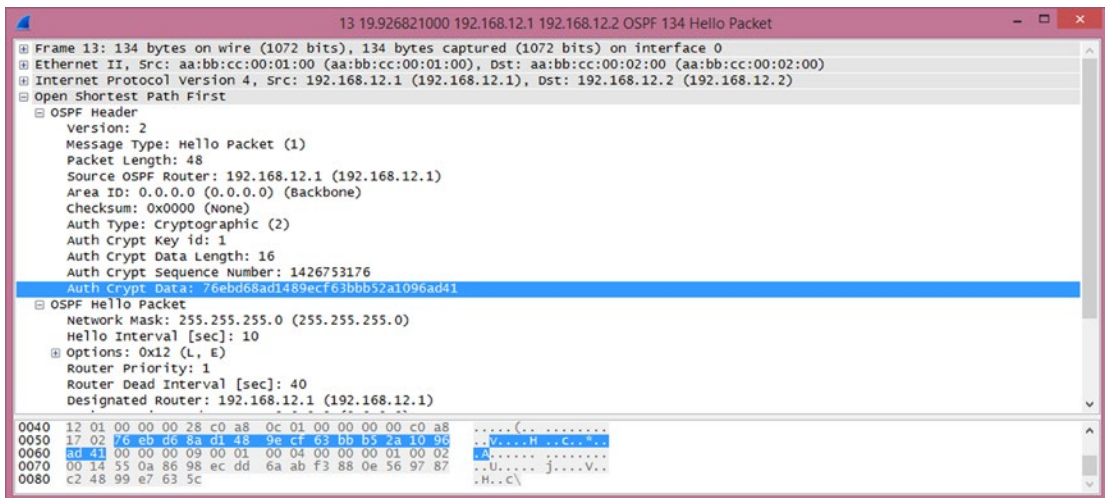 13 19.926821000 192.168.12.1 192.168.12.2 OSPF 134 Hello Packet
Frame 13: 134 bytes on wire (1072 bits), 134 bytes captured (1072 bits) on interface 0
Ethernet II, Src: aa:bb:cc:00:01:00 (aa:bb:cc:00:01:00), Dst: aa:bb:cc:00:02:00 (aa:bb:cc:00:02:00)
Internet Protocol Version 4, Src: 192.168.12.1 (192.168.12.1), Dst: 192.168.12.2 (192.168.12.2)
Open Shortest Path First
OSPF Header
Version: 2
Message Type: Hello Packet (1)
Packet Length: 48
Source OSPF Router: 192.168.12.1 (192.168.12.1)
Area ID: 0.0.0.0 (0.0.0.0) (Backbone)
Checksum: 0x0000 (None)
Auth Type: Cryptographic (2)
Auth Crypt Key id: 1
Auth Crypt Data Length: 16
Auth Crypt Sequence Number: 1426753176
Auth Crypt Data: 76ebd68ad1489ecf63bbb52a1096ad41
OSPF Hello Packet
Network Mask: 255.255.255.0 (255.255.255.0)
Hello Interval [sec]: 10
Options: 0x12 (L, E)
Router Priority: 1
Router Dead Interval [sec]: 40
Designated Router: 192.168.12.1 (192.168.12.1)
0040 12 01 00 00 00 28 c0 a8 0c 01 00 00 00 00 c0 a8 .....(.. ........
0050 17 02 76 eb d6 8a d1 48 9e cf 63 bb b5 2a 10 96 ..v....H ..c..*..
0060 ad 41 00 00 00 09 00 01 00 04 00 00 00 01 00 02 .A...... ........
0070 00 14 55 0a 86 98 ec dd 6a ab f3 88 0e 56 97 87 ..U..... j....V..
0080 c2 48 99 e7 63 5c .H..c\